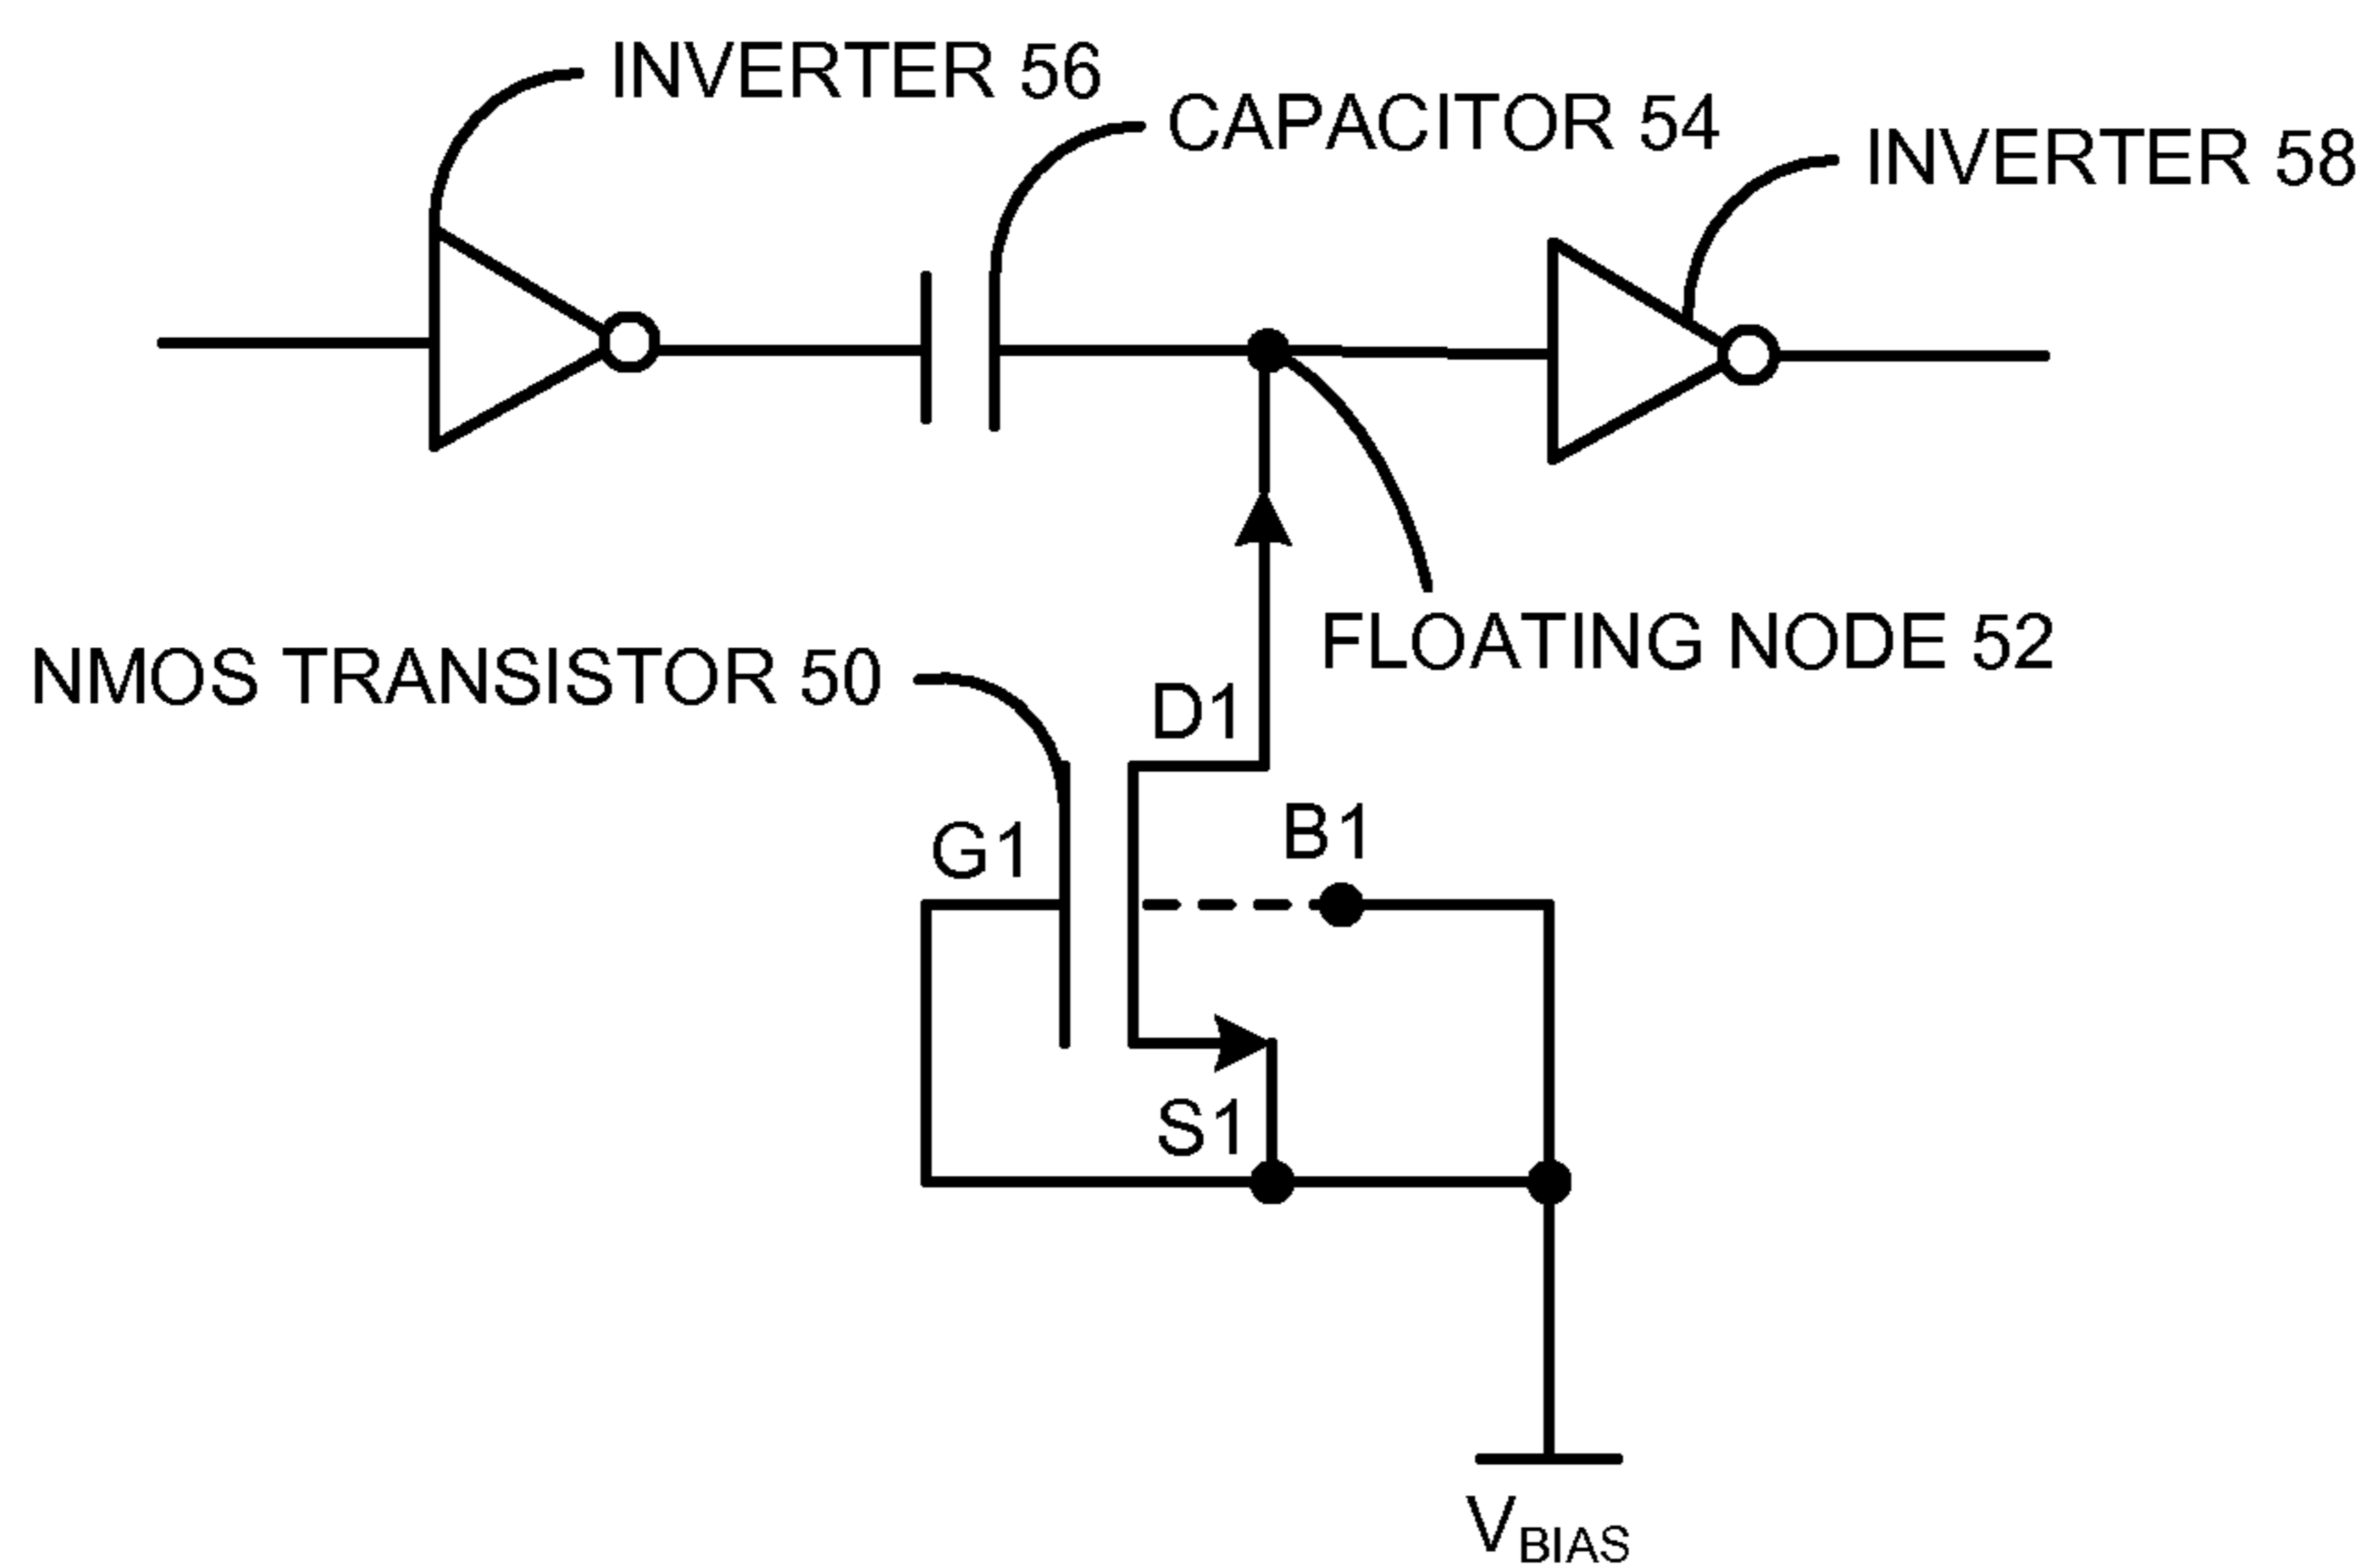 INVERTER 56
CAPACITOR 54
INVERTER 58
FLOATING NODE 52
NMOS TRANSISTOR 50
D1
B1
G1
S1
VBIAS